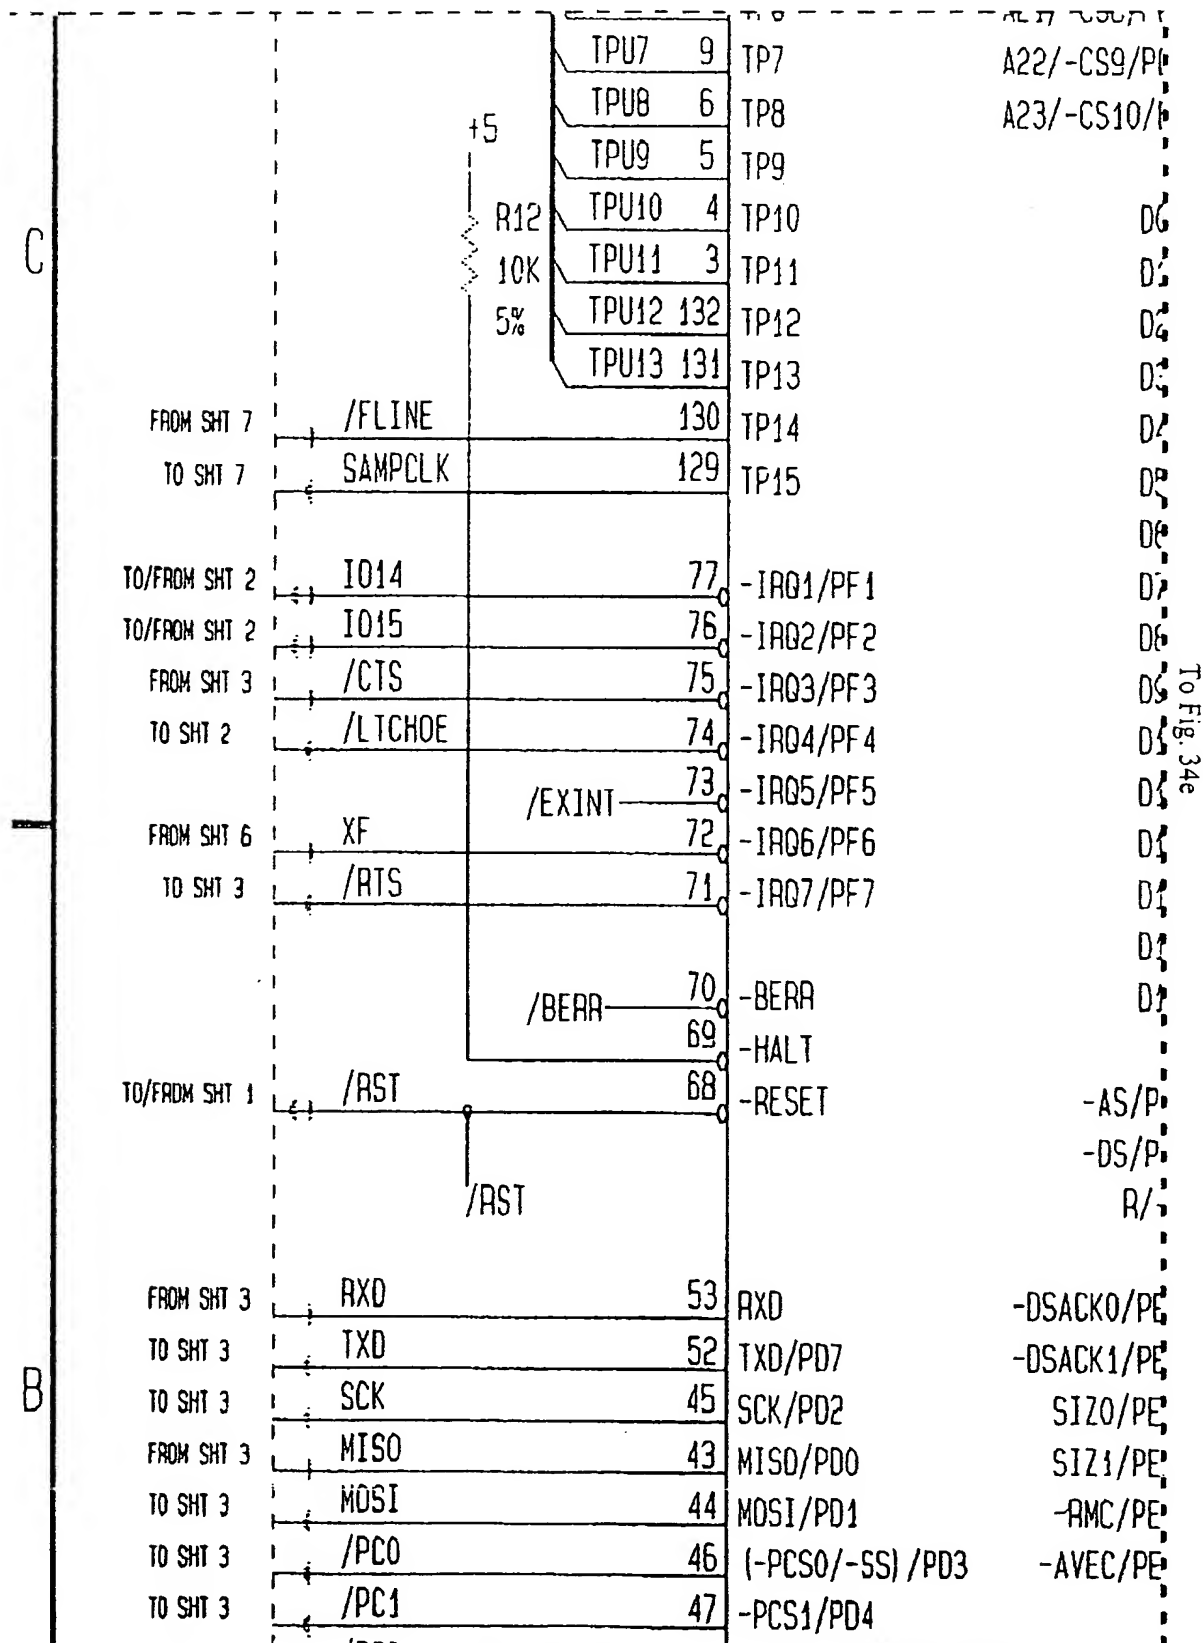 TPU7 9 TP7 A22/-CS9/P
TPU8 6 TP8 A23/-CS10/
+5
TPU9 5 TP9
R12 TPU10 4 TP10
C
10K TPU11 3 TP11
5% TPU12 132 TP12
TPU13 131 TP13
FROM SHT 7 /FLINE 130 TP14
TO SHT 7 SAMPCLK 129 TP15
TO/FROM SHT 2 IO14 77 -IRQ1/PF1
TO/FROM SHT 2 IO15 76 -IRQ2/PF2
FROM SHT 3 /CTS 75 -IRQ3/PF3
TO SHT 2 /LTCHOE 74 -IRQ4/PF4
To Fig. 34e
/EXINT 73 -IRQ5/PF5
FROM SHT 6 XF 72 -IRQ6/PF6
TO SHT 3 /RTS 71 -IRQ7/PF7
/BERR 70 -BERR
69 -HALT
TO/FROM SHT 1 /RST 68 -RESET -AS/P
-DS/P
/RST R/-
FROM SHT 3 RXD 53 RXD -DSACK0/PE
TO SHT 3 TXD 52 TXD/PD7 -DSACK1/PE
B
TO SHT 3 SCK 45 SCK/PD2 SIZ0/PE
FROM SHT 3 MISO 43 MISO/PD0 SIZ1/PE
TO SHT 3 MOSI 44 MOSI/PD1 -RMC/PE
TO SHT 3 /PC0 46 (-PCS0/-SS)/PD3 -AVEC/PE
TO SHT 3 /PC1 47 -PCS1/PD4